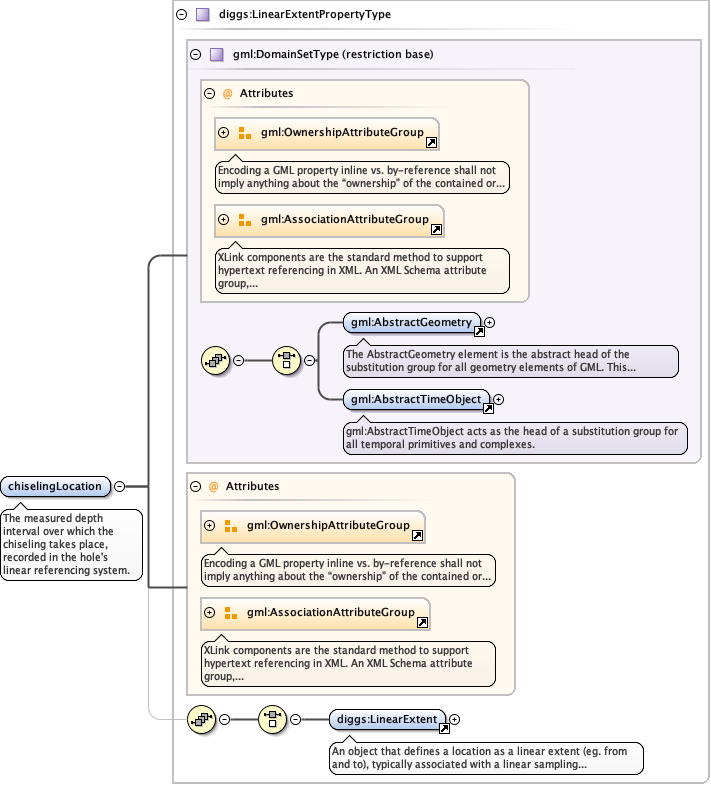 diggs:LinearExtentPropertyType
gml:DomainSetType (restriction base)
@ Attributes
gml:OwnershipAttributeGroup
Encoding a GML property inline vs. by-reference shall not
imply anything about the “ownership” of the contained or...
gml:AssociationAttributeGroup
XLink components are the standard method to support
hypertext referencing in XML. An XML Schema attribute
group,...
gml:AbstractGeometry
The AbstractGeometry element is the abstract head of the
substitution group for all geometry elements of GML. This...
gml:AbstractTimeObject
gml:AbstractTimeObject acts as the head of a substitution group for
all temporal primitives and complexes.
chiselingLocation
The measured depth
interval over which the
chiseling takes place,
recorded in the hole's
linear referencing system.
@ Attributes
gml:OwnershipAttributeGroup
Encoding a GML property inline vs. by-reference shall not
imply anything about the “ownership” of the contained or...
gml:AssociationAttributeGroup
XLink components are the standard method to support
hypertext referencing in XML. An XML Schema attribute
group,...
diggs:LinearExtent
An object that defines a location as a linear extent (eg. from
and to), typically associated with a linear sampling...